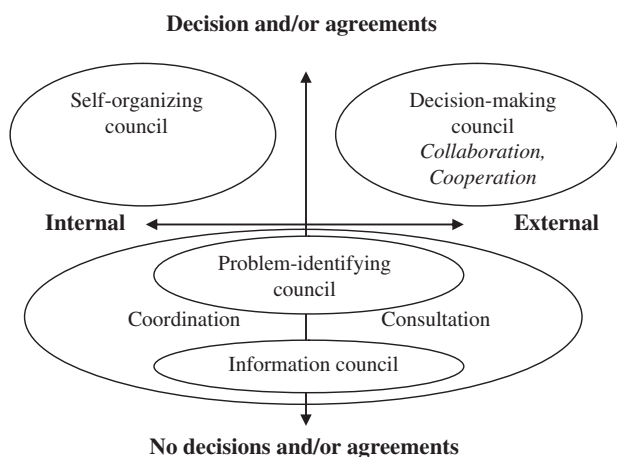 Decision and/or agreements
Self-organizing
council
Decision-making
council
Collaboration,
Cooperation
Internal
External
Problem-identifying
council
Coordination
Consultation
Information council
No decisions and/or agreements